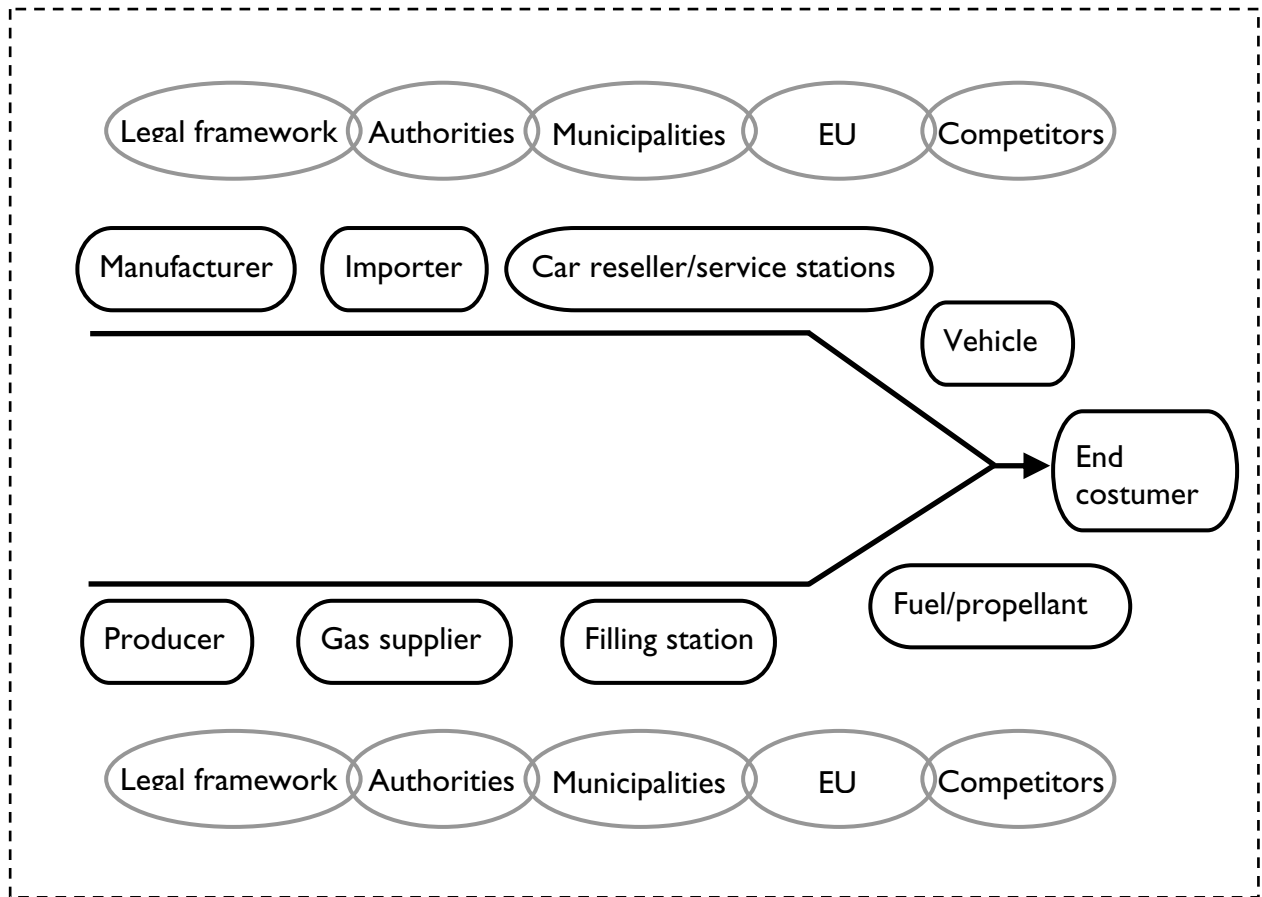 Legal framework Authorities Municipalities EU Competitors
Manufacturer Importer Car reseller/service stations
Vehicle
End
costumer
Fuel/propellant
Producer Gas supplier Filling station
Legal framework Authorities Municipalities EU Competitors